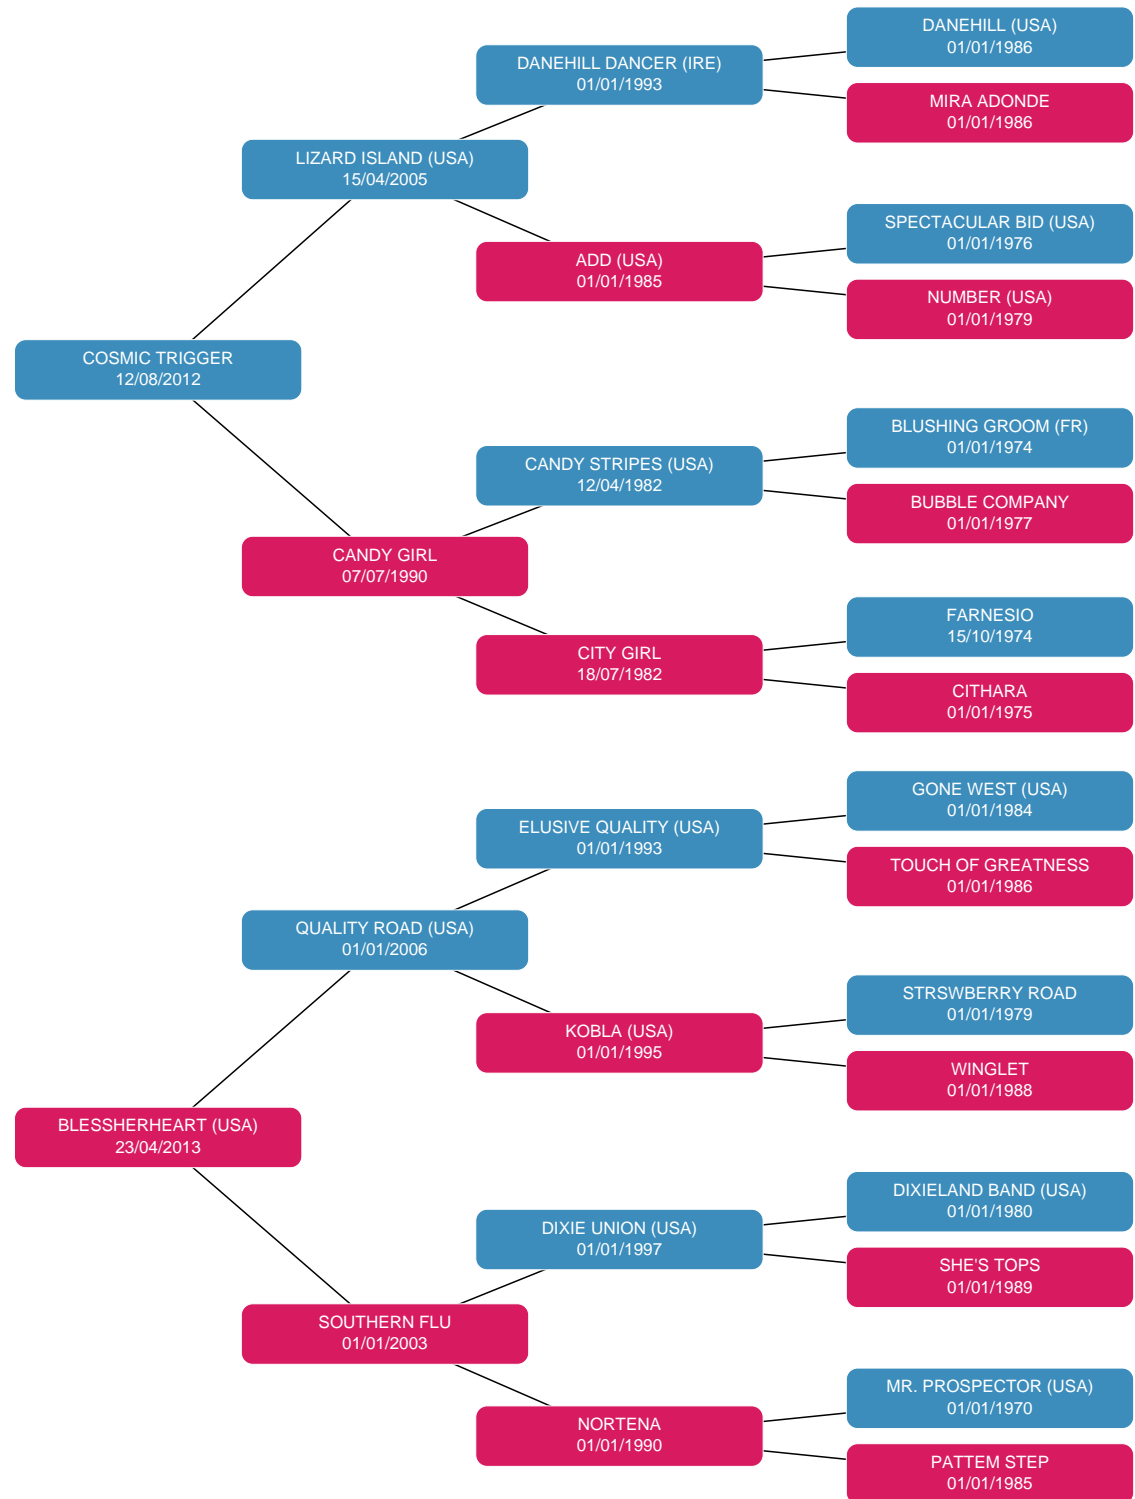 DANEHILL (USA)
01/01/1986
DANEHILL DANCER (IRE)
01/01/1993
MIRA ADONDE
01/01/1986
LIZARD ISLAND (USA)
15/04/2005
SPECTACULAR BID (USA)
01/01/1976
ADD (USA)
01/01/1985
NUMBER (USA)
01/01/1979
COSMIC TRIGGER
12/08/2012
BLUSHING GROOM (FR)
01/01/1974
CANDY STRIPES (USA)
12/04/1982
BUBBLE COMPANY
01/01/1977
CANDY GIRL
07/07/1990
FARNESIO
15/10/1974
CITY GIRL
18/07/1982
CITHARA
01/01/1975
GONE WEST (USA)
01/01/1984
ELUSIVE QUALITY (USA)
01/01/1993
TOUCH OF GREATNESS
01/01/1986
QUALITY ROAD (USA)
01/01/2006
STRSWBERRY ROAD
01/01/1979
KOBLA (USA)
01/01/1995
WINGLET
01/01/1988
BLESSHERHEART (USA)
23/04/2013
DIXIELAND BAND (USA)
01/01/1980
DIXIE UNION (USA)
01/01/1997
SHE'S TOPS
01/01/1989
SOUTHERN FLU
01/01/2003
MR. PROSPECTOR (USA)
01/01/1970
NORTENA
01/01/1990
PATTEM STEP
01/01/1985